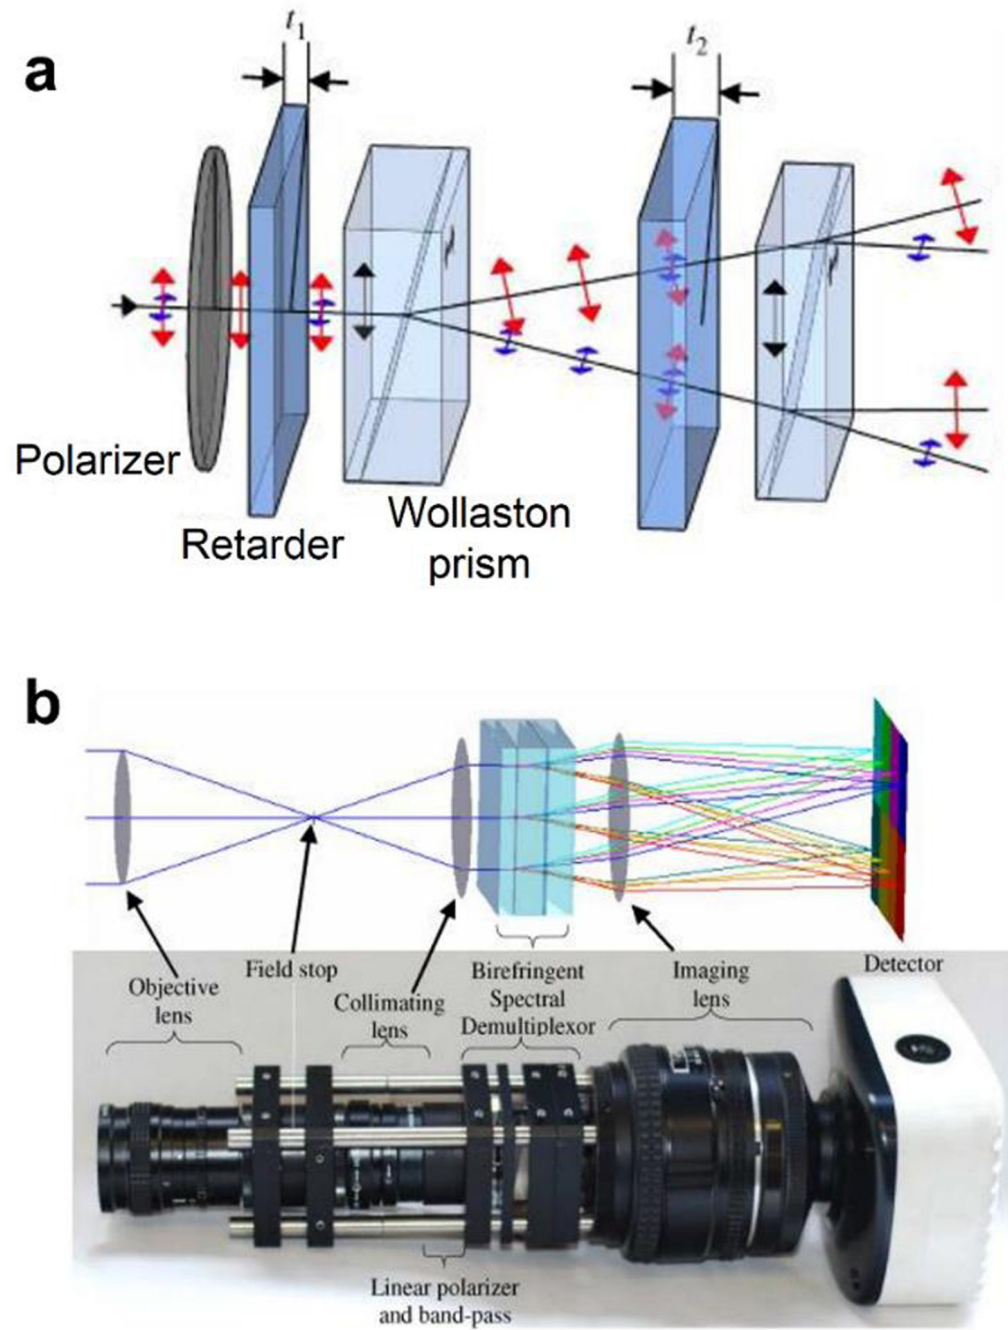 a
t1
t2
Polarizer
Retarder
Wollaston
prism
b
Objective
lens
Field stop
Collimating
lens
Birefringent
Spectral
Demultiplexor
Imaging
lens
Detector
Linear polarizer
and band-pass